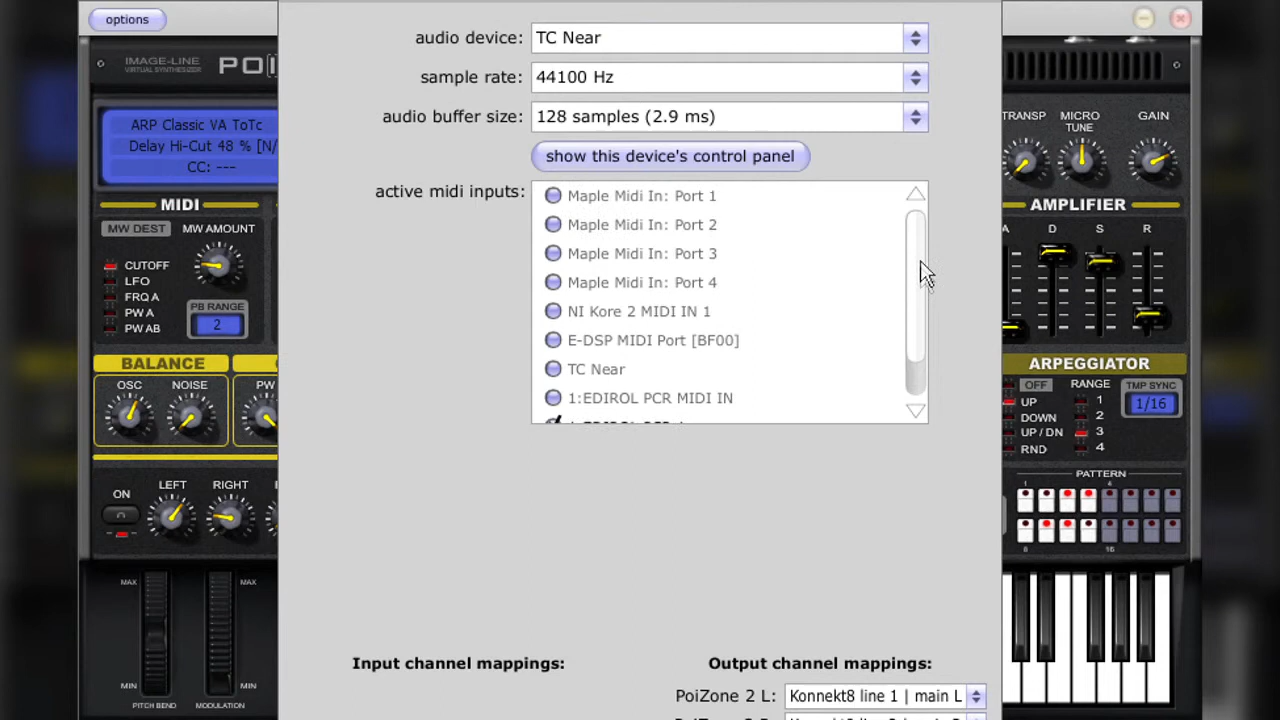 options
IMAGE-LINE
VIRTUAL SYNTHESIZER
ARP Classic VA ToTc
Delay Hi-Cut 48 % [N/
CC: ---
MIDI
MW DEST
MW AMOUNT
CUTOFF
LFO
FRQ A
PW A
PW AB
PB RANGE
2
BALANCE
OSC
NOISE
PW
ON
LEFT
RIGHT
MAX
MAX
MIN
MIN
PITCH BEND
MODULATION
audio device:
TC Near
sample rate:
44100 Hz
audio buffer size:
128 samples (2.9 ms)
show this device's control panel
active midi inputs:
Maple Midi In: Port 1
Maple Midi In: Port 2
Maple Midi In: Port 3
Maple Midi In: Port 4
NI Kore 2 MIDI IN 1
E-DSP MIDI Port [BF00]
TC Near
1:EDIROL PCR MIDI IN
Input channel mappings:
Output channel mappings:
PoiZone 2 L:
Konnekt8 line 1 | main L
TRANSP
MICRO
TUNE
GAIN
AMPLIFIER
D
S
R
ARPEGGIATOR
OFF
UP
DOWN
UP / DN
RND
RANGE
1
2
3
4
TMP SYNC
1/16
PATTERN
1
4
8
16